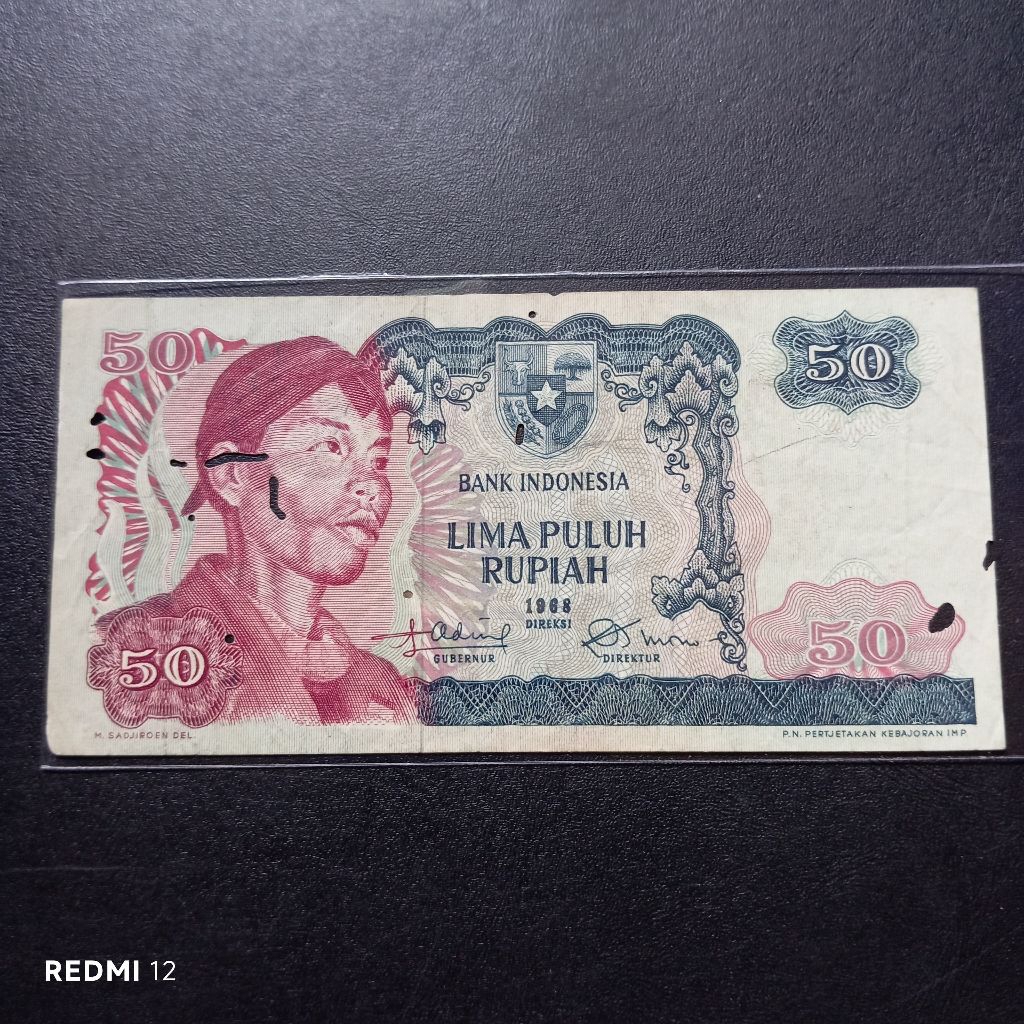 50
50
BANK INDONESIA
LIMA PULUH
RUPIAH
1968
DIREKSI
GUBERNUR
DIREKTUR
50
50
M. SADJIROEN DEL.
P.N. PERTJETAKAN KEBAJORAN IMP
REDMI 12